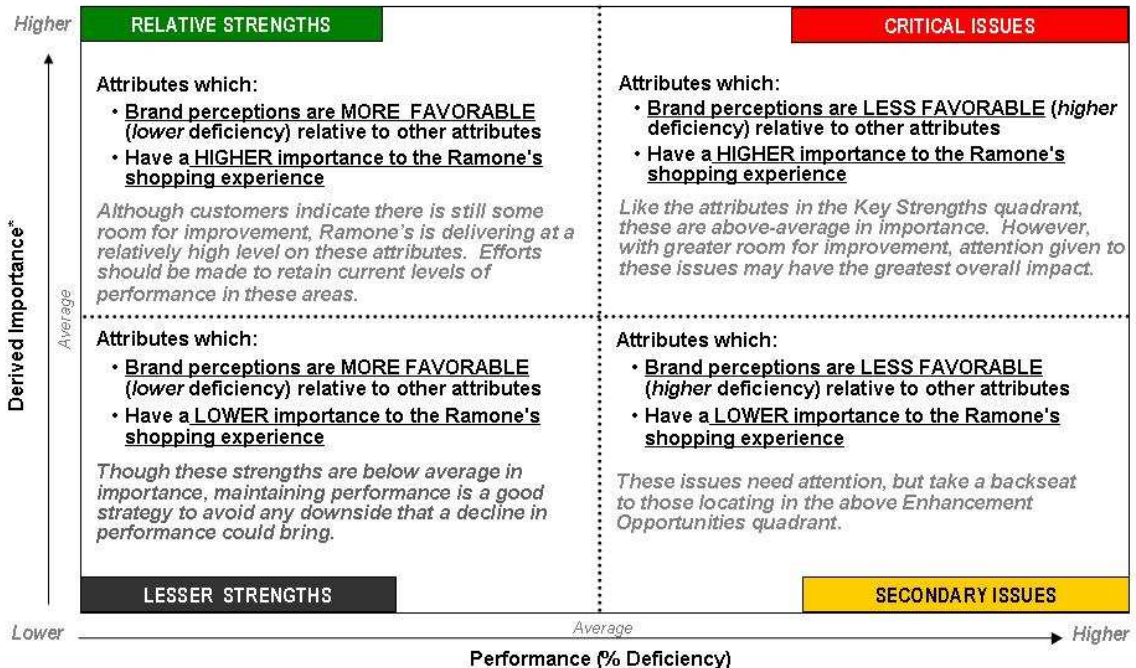 Higher
RELATIVE STRENGTHS
CRITICAL ISSUES
Attributes which:
• Brand perceptions are MORE FAVORABLE
(lower deficiency) relative to other attributes
• Have a HIGHER importance to the Ramone's
shopping experience
Although customers indicate there is still some
room for improvement, Ramone's is delivering at a
relatively high level on these attributes. Efforts
should be made to retain current levels of
performance in these areas.
Attributes which:
• Brand perceptions are LESS FAVORABLE (higher
deficiency) relative to other attributes
• Have a HIGHER importance to the Ramone's
shopping experience
Like the attributes in the Key Strengths quadrant,
these are above-average in importance. However,
with greater room for improvement, attention given to
these issues may have the greatest overall impact.
Derived Importance*
Average
Attributes which:
• Brand perceptions are MORE FAVORABLE
(lower deficiency) relative to other attributes
• Have a LOWER importance to the Ramone's
shopping experience
Though these strengths are below average in
importance, maintaining performance is a good
strategy to avoid any downside that a decline in
performance could bring.
Attributes which:
• Brand perceptions are LESS FAVORABLE
(higher deficiency) relative to other attributes
• Have a LOWER importance to the Ramone's
shopping experience
These issues need attention, but take a backseat
to those locating in the above Enhancement
Opportunities quadrant.
LESSER STRENGTHS
SECONDARY ISSUES
Lower
Average
Higher
Performance (% Deficiency)